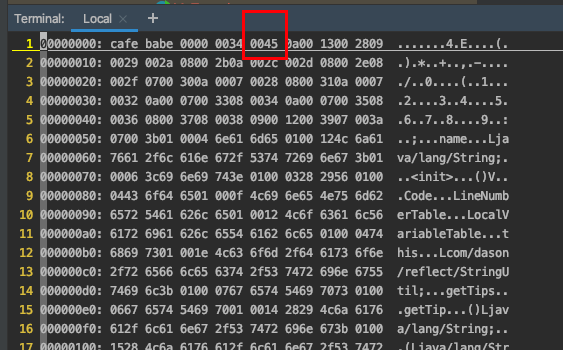 Terminal: Local × +
1 00000000: cafe babe 0000 0034 0045 0a00 1300 2809 .......4.E....(.
2 00000010: 0029 002a 0800 2b0a 002c 002d 0800 2e08 .).*..+..,.-....
3 00000020: 002f 0700 300a 0007 0028 0800 310a 0007 ./..0....(..1...
4 00000030: 0032 0a00 0700 3308 0034 0a00 0700 3508 .2....3..4....5.
5 00000040: 0036 0800 3708 0038 0900 1200 3907 003a .6..7..8....9..:
6 00000050: 0700 3b01 0004 6e61 6d65 0100 124c 6a61 ..;...name...Lja
7 00000060: 7661 2f6c 616e 672f 5374 7269 6e67 3b01 va/lang/String;.
8 00000070: 0006 3c69 6e69 743e 0100 0328 2956 0100 ..<init>...()V..
9 00000080: 0443 6f64 6501 000f 4c69 6e65 4e75 6d62 .Code...LineNumb
10 00000090: 6572 5461 626c 6501 0012 4c6f 6361 6c56 erTable...LocalV
11 000000a0: 6172 6961 626c 6554 6162 6c65 0100 0474 ariableTable...t
12 000000b0: 6869 7301 001e 4c63 6f6d 2f64 6173 6f6e his...Lcom/dason
13 000000c0: 2f72 6566 6c65 6374 2f53 7472 696e 6755 /reflect/StringU
14 000000d0: 7469 6c3b 0100 0767 6574 5469 7073 0100 til;...getTips..
15 000000e0: 0667 6574 5469 7001 0014 2829 4c6a 6176 .getTip...()Ljav
16 000000f0: 612f 6c61 6e67 2f53 7472 696e 673b 0100 a/lang/String;..
17 00000100: 1528 4c6a 6176 612f 6c61 6e67 2f53 7472 .(Ljava/lang/Str